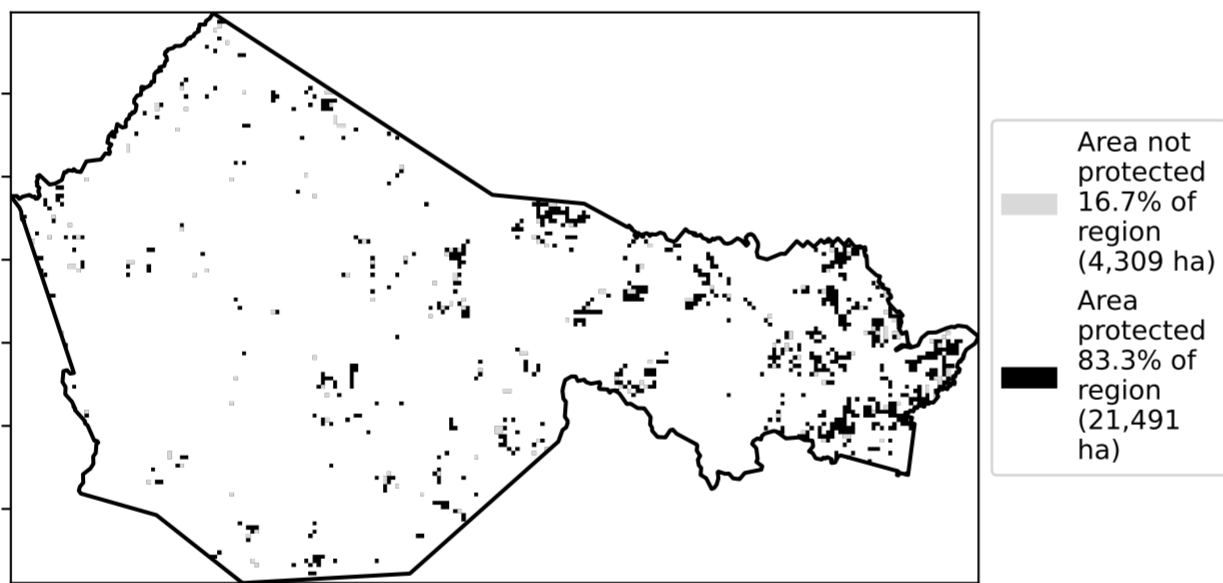 Area not
protected
16.7% of
region
(4,309 ha)
Area
protected
83.3% of
region
(21,491
ha)